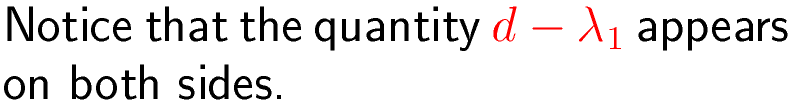 Notice that the quantity d − λ₁ appears
on both sides.